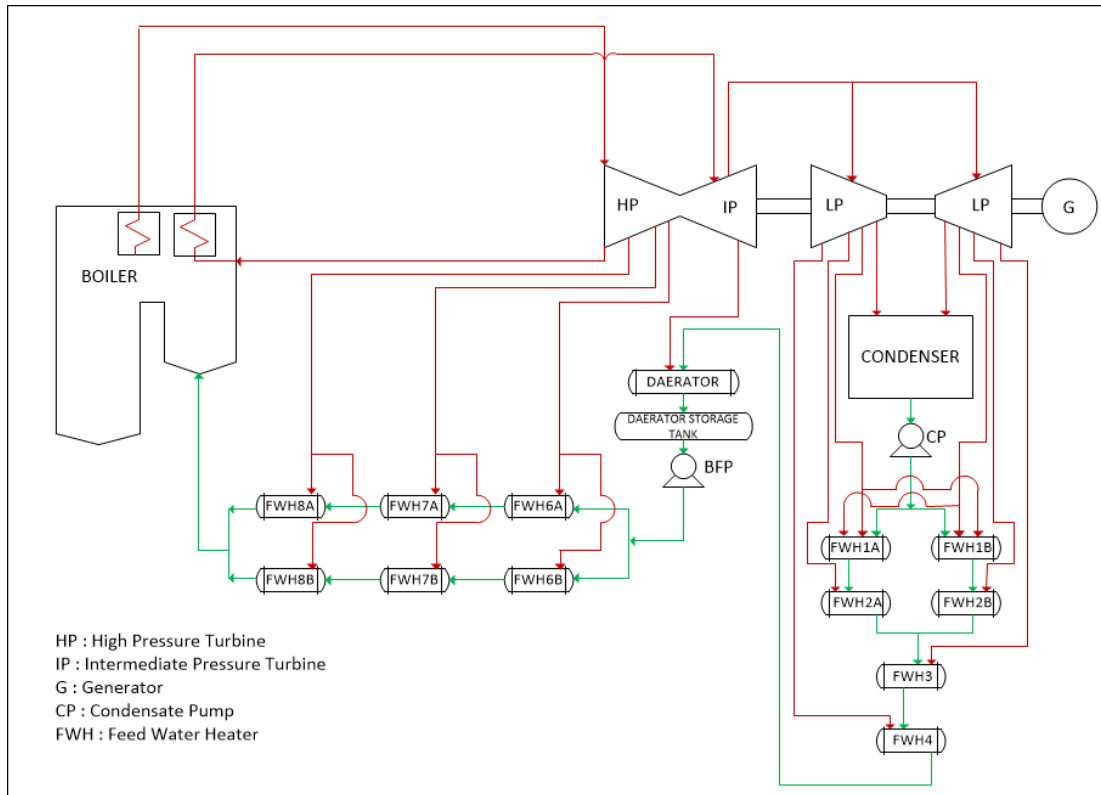 HP
IP
LP
LP
G
BOILER
CONDENSER
DAERATOR
DAERATOR STORAGE
TANK
CP
BFP
FWH8A
FWH7A
FWH6A
FWH1A
FWH1B
FWH8B
FWH7B
FWH6B
FWH2A
FWH2B
FWH3
FWH4
HP : High Pressure Turbine
IP : Intermediate Pressure Turbine
G : Generator
CP : Condensate Pump
FWH : Feed Water Heater